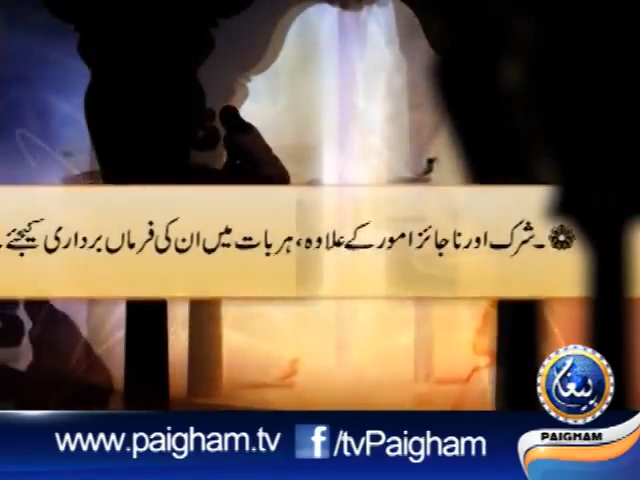 ۔شرک اور ناجائز امور کے علاوہ، ہر بات میں ان کی فرماں برداری کیجئے۔
پیغام
PAIGHAM
www.paigham.tv f/tvPaigham